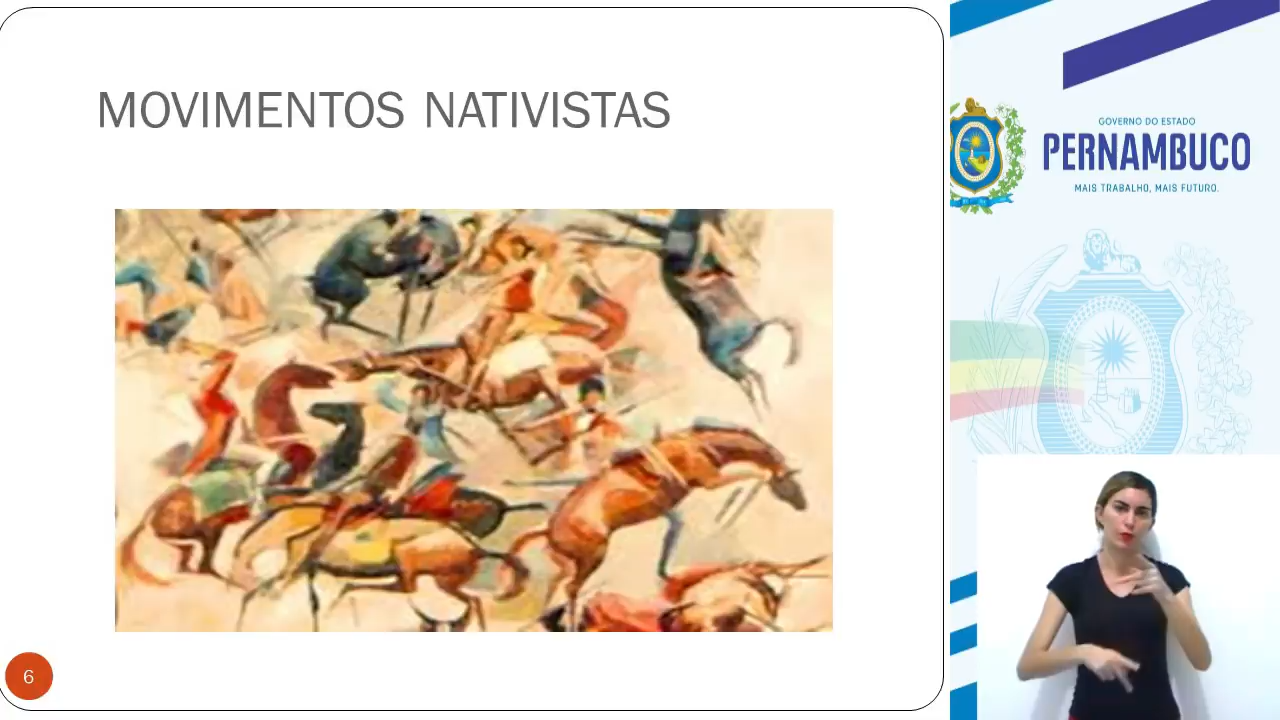 MOVIMENTOS NATIVISTAS
6
GOVERNO DO ESTADO
PERNAMBUCO
MAIS TRABALHO, MAIS FUTURO.